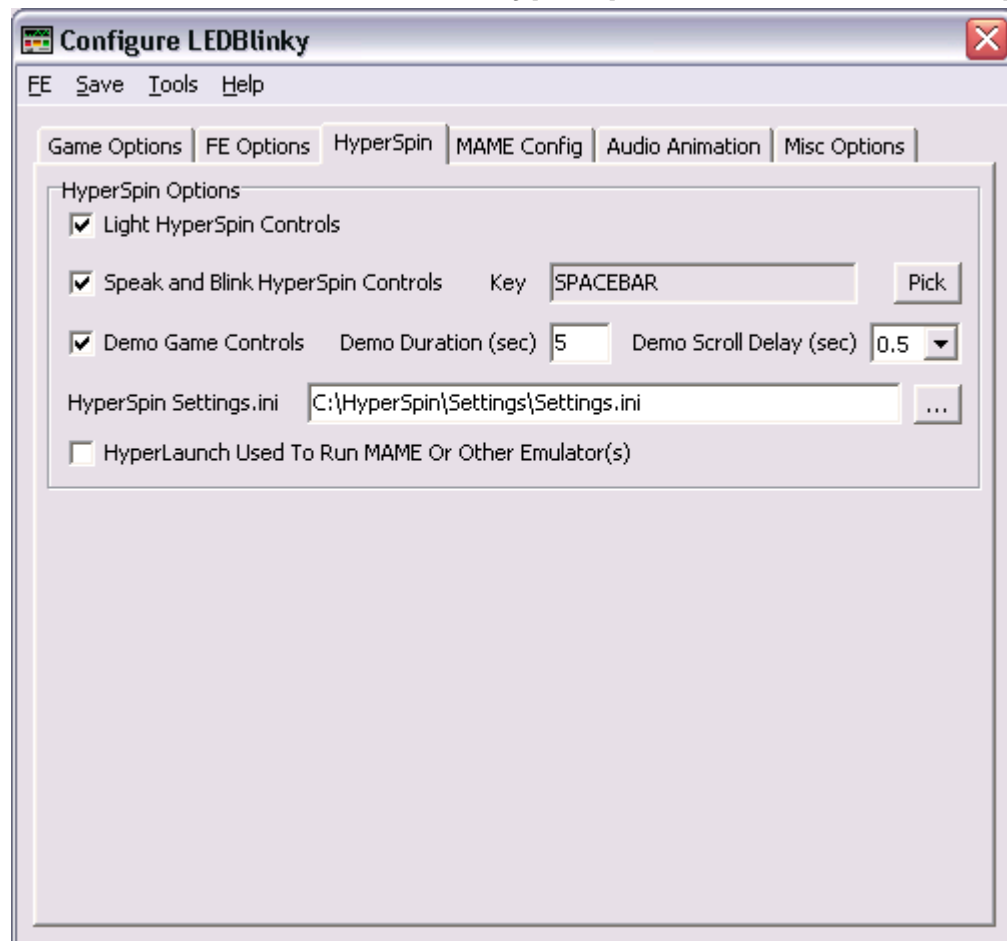 Configure LEDBlinky
FE Save Tools Help
Game Options FE Options HyperSpin MAME Config Audio Animation Misc Options
HyperSpin Options
Light HyperSpin Controls
Speak and Blink HyperSpin Controls Key SPACEBAR Pick
Demo Game Controls Demo Duration (sec) 5 Demo Scroll Delay (sec) 0.5
HyperSpin Settings.ini C:\HyperSpin\Settings\Settings.ini ...
HyperLaunch Used To Run MAME Or Other Emulator(s)